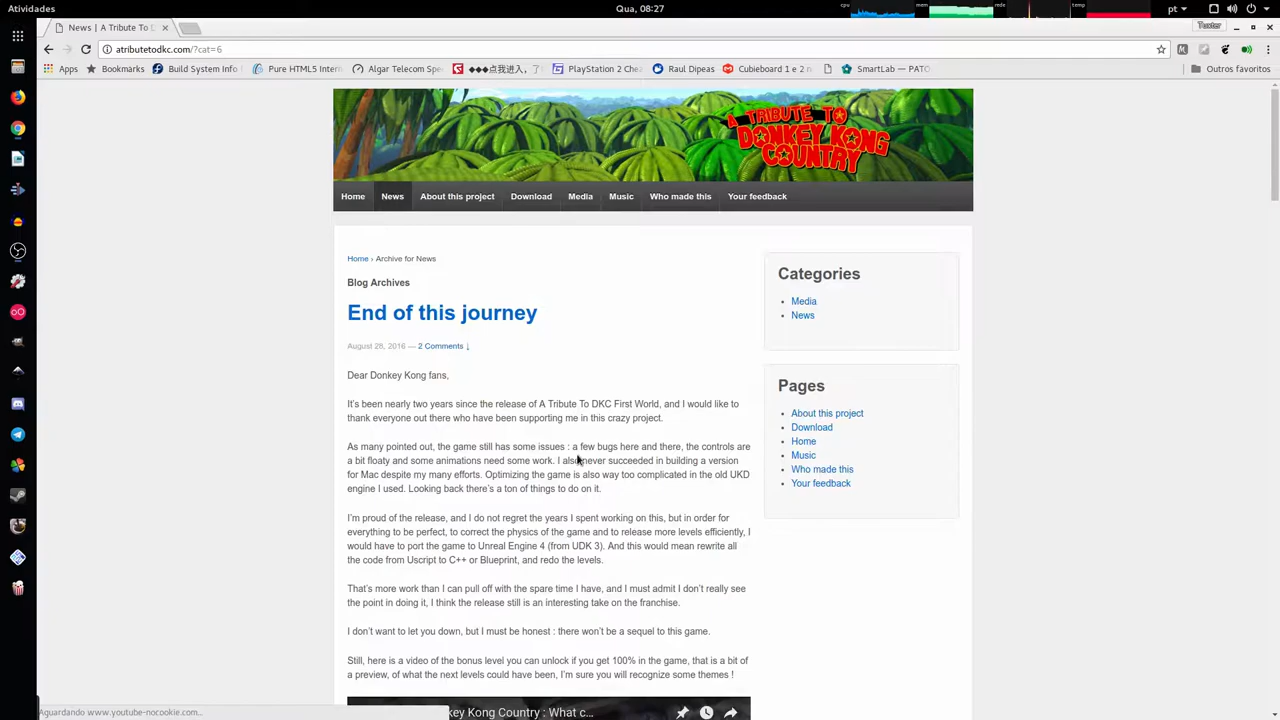 Atividades
Qua, 08:27
cpu
mem
rede
temp
pt
News | A Tribute To
Tuxter
atributetodkc.com/?cat=6
Apps
Bookmarks
Build System Info
Pure HTML5 Inter
Algar Telecom Spe
◆◆◆点我进入，了
PlayStation 2 Chea
Raul Dipeas
Cubieboard 1 e 2 n
SmartLab — PATO
Outros favoritos
A TRIBUTE TO
DONKEY KONG
COUNTRY
Home
News
About this project
Download
Media
Music
Who made this
Your feedback
Home › Archive for News
Blog Archives
End of this journey
August 28, 2016 — 2 Comments ↓
Dear Donkey Kong fans,
It's been nearly two years since the release of A Tribute To DKC First World, and I would like to
thank everyone out there who have been supporting me in this crazy project.
As many pointed out, the game still has some issues : a few bugs here and there, the controls are
a bit floaty and some animations need some work. I also never succeeded in building a version
for Mac despite my many efforts. Optimizing the game is also way too complicated in the old UKD
engine I used. Looking back there's a ton of things to do on it.
I'm proud of the release, and I do not regret the years I spent working on this, but in order for
everything to be perfect, to correct the physics of the game and to release more levels efficiently, I
would have to port the game to Unreal Engine 4 (from UDK 3). And this would mean rewrite all
the code from Uscript to C++ or Blueprint, and redo the levels.
That's more work than I can pull off with the spare time I have, and I must admit I don't really see
the point in doing it, I think the release still is an interesting take on the franchise.
I don't want to let you down, but I must be honest : there won't be a sequel to this game.
Still, here is a video of the bonus level you can unlock if you get 100% in the game, that is a bit of
a preview, of what the next levels could have been, I'm sure you will recognize some themes !
key Kong Country : What c...
Categories
Media
News
Pages
About this project
Download
Home
Music
Who made this
Your feedback
Aguardando www.youtube-nocookie.com...